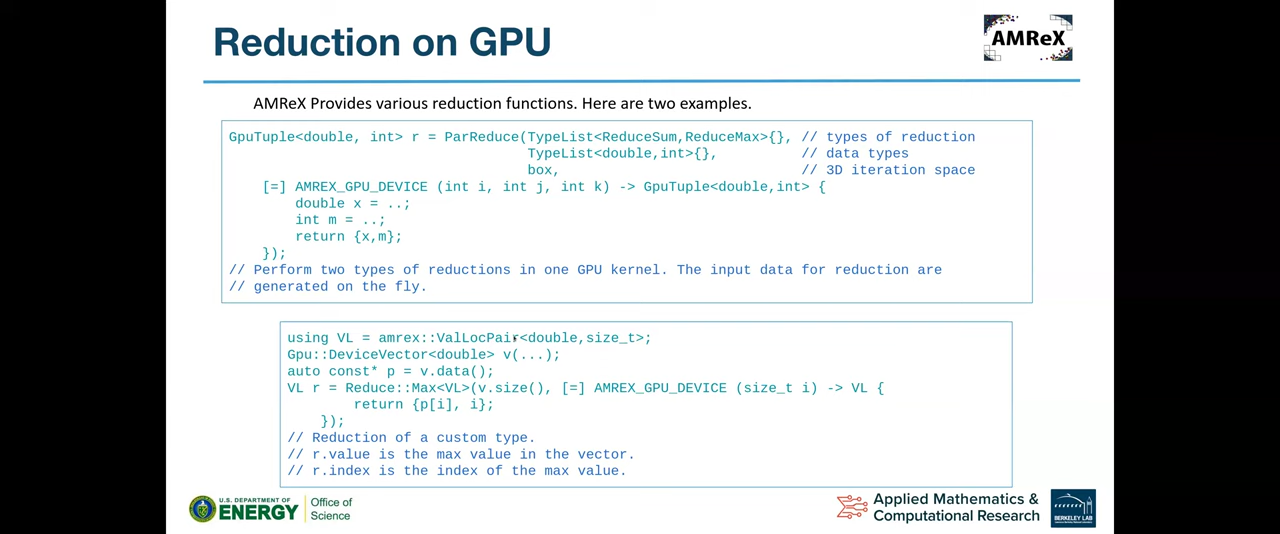 Reduction on GPU
AMReX
AMReX Provides various reduction functions. Here are two examples.
GpuTuple<double, int> r = ParReduce(TypeList<ReduceSum,ReduceMax>{}, // types of reduction
TypeList<double,int>{}, // data types
box, // 3D iteration space
[=] AMREX_GPU_DEVICE (int i, int j, int k) -> GpuTuple<double,int> {
double x = ..;
int m = ..;
return {x,m};
});
// Perform two types of reductions in one GPU kernel. The input data for reduction are
// generated on the fly.
using VL = amrex::ValLocPair<double,size_t>;
Gpu::DeviceVector<double> v(...);
auto const* p = v.data();
VL r = Reduce::Max<VL>(v.size(), [=] AMREX_GPU_DEVICE (size_t i) -> VL {
return {p[i], i};
});
// Reduction of a custom type.
// r.value is the max value in the vector.
// r.index is the index of the max value.
U.S. DEPARTMENT OF
ENERGY
Office of
Science
Applied Mathematics &
Computational Research
BERKELEY LAB